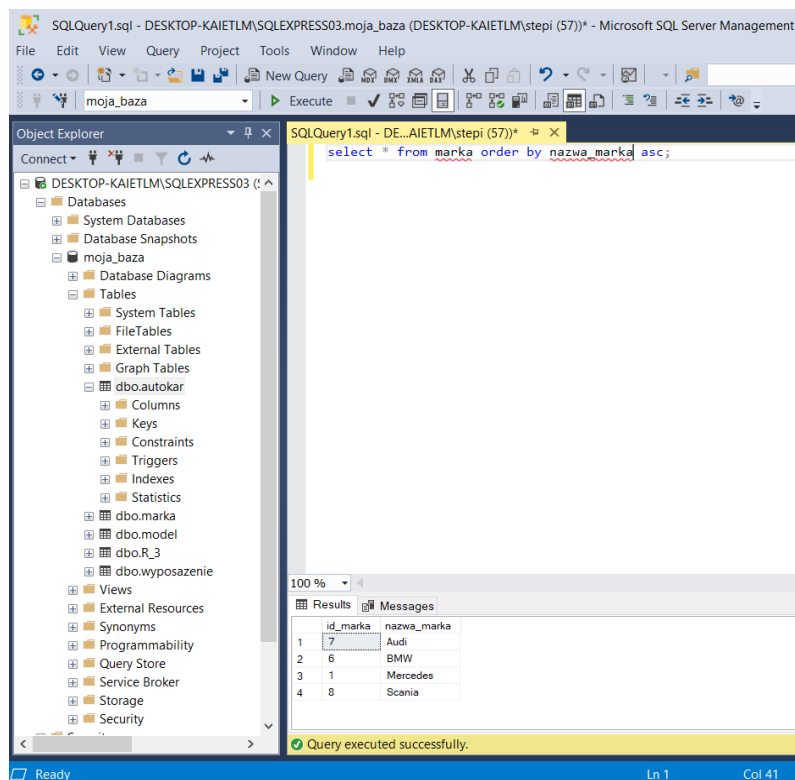 SQLQuery1.sql - DESKTOP-KAIETLM\SQLEXPRESS03.moja_baza (DESKTOP-KAIETLM\stepi (57))* - Microsoft SQL Server Management
File Edit View Query Project Tools Window Help
New Query MDX DMX XMLA DAX
moja_baza Execute
Object Explorer
Connect
DESKTOP-KAIETLM\SQLEXPRESS03 (
Databases
System Databases
Database Snapshots
moja_baza
Database Diagrams
Tables
System Tables
FileTables
External Tables
Graph Tables
dbo.autokar
Columns
Keys
Constraints
Triggers
Indexes
Statistics
dbo.marka
dbo.model
dbo.R_3
dbo.wyposazenie
Views
External Resources
Synonyms
Programmability
Query Store
Service Broker
Storage
Security
SQLQuery1.sql - DE...AIETLM\stepi (57))*
select * from marka order by nazwa_marka asc;
100 %
Results Messages
id_marka nazwa_marka
1 7 Audi
2 6 BMW
3 1 Mercedes
4 8 Scania
Query executed successfully.
Ready Ln 1 Col 41